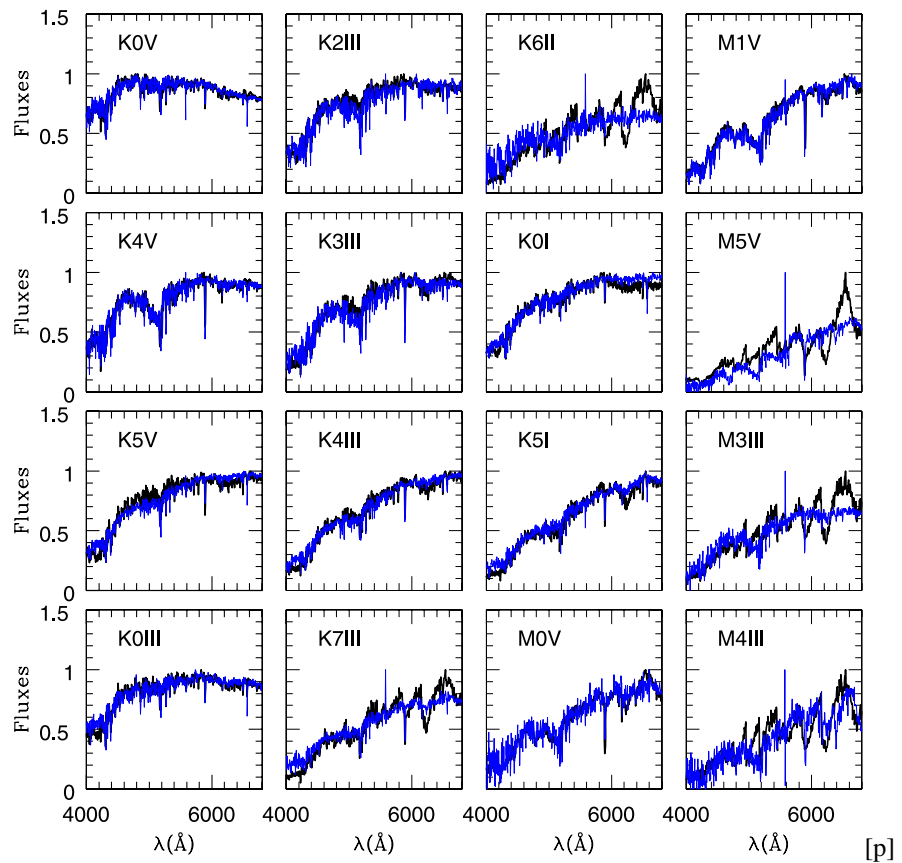 1.5
1
0.5
0
Fluxes
K0V
K2III
K6II
M1V
1.5
1
0.5
0
Fluxes
K4V
K3III
K0I
M5V
1.5
1
0.5
0
Fluxes
K5V
K4III
K5I
M3III
1.5
1
0.5
0
Fluxes
K0III
K7III
M0V
M4III
4000 6000 4000 6000 4000 6000 4000 6000
λ(Å) λ(Å) λ(Å) λ(Å)
[p]